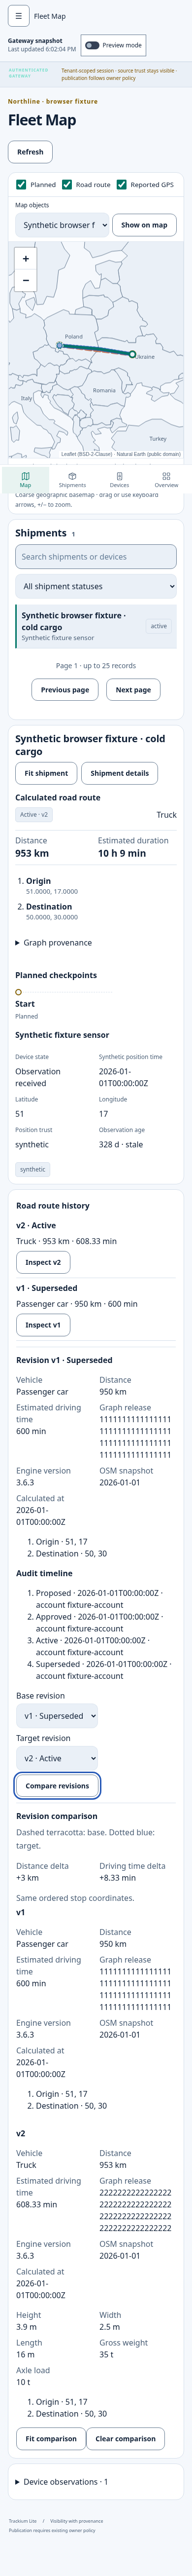 ☰ Fleet Map
Gateway snapshot
Last updated 6:02:04 PM
Preview mode
AUTHENTICATED GATEWAY
Tenant-scoped session · source trust stays visible · publication follows owner policy
Northline · browser fixture
Fleet Map
Refresh
Planned Road route Reported GPS
Map objects
Synthetic browser f
Show on map
+
−
Poland
Ukraine
Romania
Italy
Turkey
Leaflet (BSD-2-Clause) · Natural Earth (public domain)
Map Shipments Devices Overview
Coarse geographic basemap · drag or use keyboard
arrows, +/− to zoom.
Shipments 1
Search shipments or devices
All shipment statuses
Synthetic browser fixture ·
cold cargo
Synthetic fixture sensor
active
Page 1 · up to 25 records
Previous page Next page
Synthetic browser fixture · cold
cargo
Fit shipment Shipment details
Calculated road route
Active · v2 Truck
Distance Estimated duration
953 km 10 h 9 min
1. Origin
51.0000, 17.0000
2. Destination
50.0000, 30.0000
▶ Graph provenance
Planned checkpoints
Start
Planned
Synthetic fixture sensor
Device state Synthetic position time
Observation received 2026-01-01T00:00:00Z
Latitude Longitude
51 17
Position trust Observation age
synthetic 328 d · stale
synthetic
Road route history
v2 · Active
Truck · 953 km · 608.33 min
Inspect v2
v1 · Superseded
Passenger car · 950 km · 600 min
Inspect v1
Revision v1 · Superseded
Vehicle Distance
Passenger car 950 km
Estimated driving time Graph release
600 min 1111111111111111
1111111111111111
1111111111111111
1111111111111111
Engine version OSM snapshot
3.6.3 2026-01-01
Calculated at
2026-01-01T00:00:00Z
1. Origin · 51, 17
2. Destination · 50, 30
Audit timeline
1. Proposed · 2026-01-01T00:00:00Z ·
account fixture-account
2. Approved · 2026-01-01T00:00:00Z ·
account fixture-account
3. Active · 2026-01-01T00:00:00Z ·
account fixture-account
4. Superseded · 2026-01-01T00:00:00Z ·
account fixture-account
Base revision
v1 · Superseded
Target revision
v2 · Active
Compare revisions
Revision comparison
Dashed terracotta: base. Dotted blue:
target.
Distance delta Driving time delta
+3 km +8.33 min
Same ordered stop coordinates.
v1
Vehicle Distance
Passenger car 950 km
Estimated driving time Graph release
600 min 1111111111111111
1111111111111111
1111111111111111
1111111111111111
Engine version OSM snapshot
3.6.3 2026-01-01
Calculated at
2026-01-01T00:00:00Z
1. Origin · 51, 17
2. Destination · 50, 30
v2
Vehicle Distance
Truck 953 km
Estimated driving time Graph release
608.33 min 2222222222222222
2222222222222222
2222222222222222
2222222222222222
Engine version OSM snapshot
3.6.3 2026-01-01
Calculated at
2026-01-01T00:00:00Z
Height Width
3.9 m 2.5 m
Length Gross weight
16 m 35 t
Axle load
10 t
1. Origin · 51, 17
2. Destination · 50, 30
Fit comparison Clear comparison
▶ Device observations · 1
Tracktium Lite / Visibility with provenance
Publication requires existing owner policy